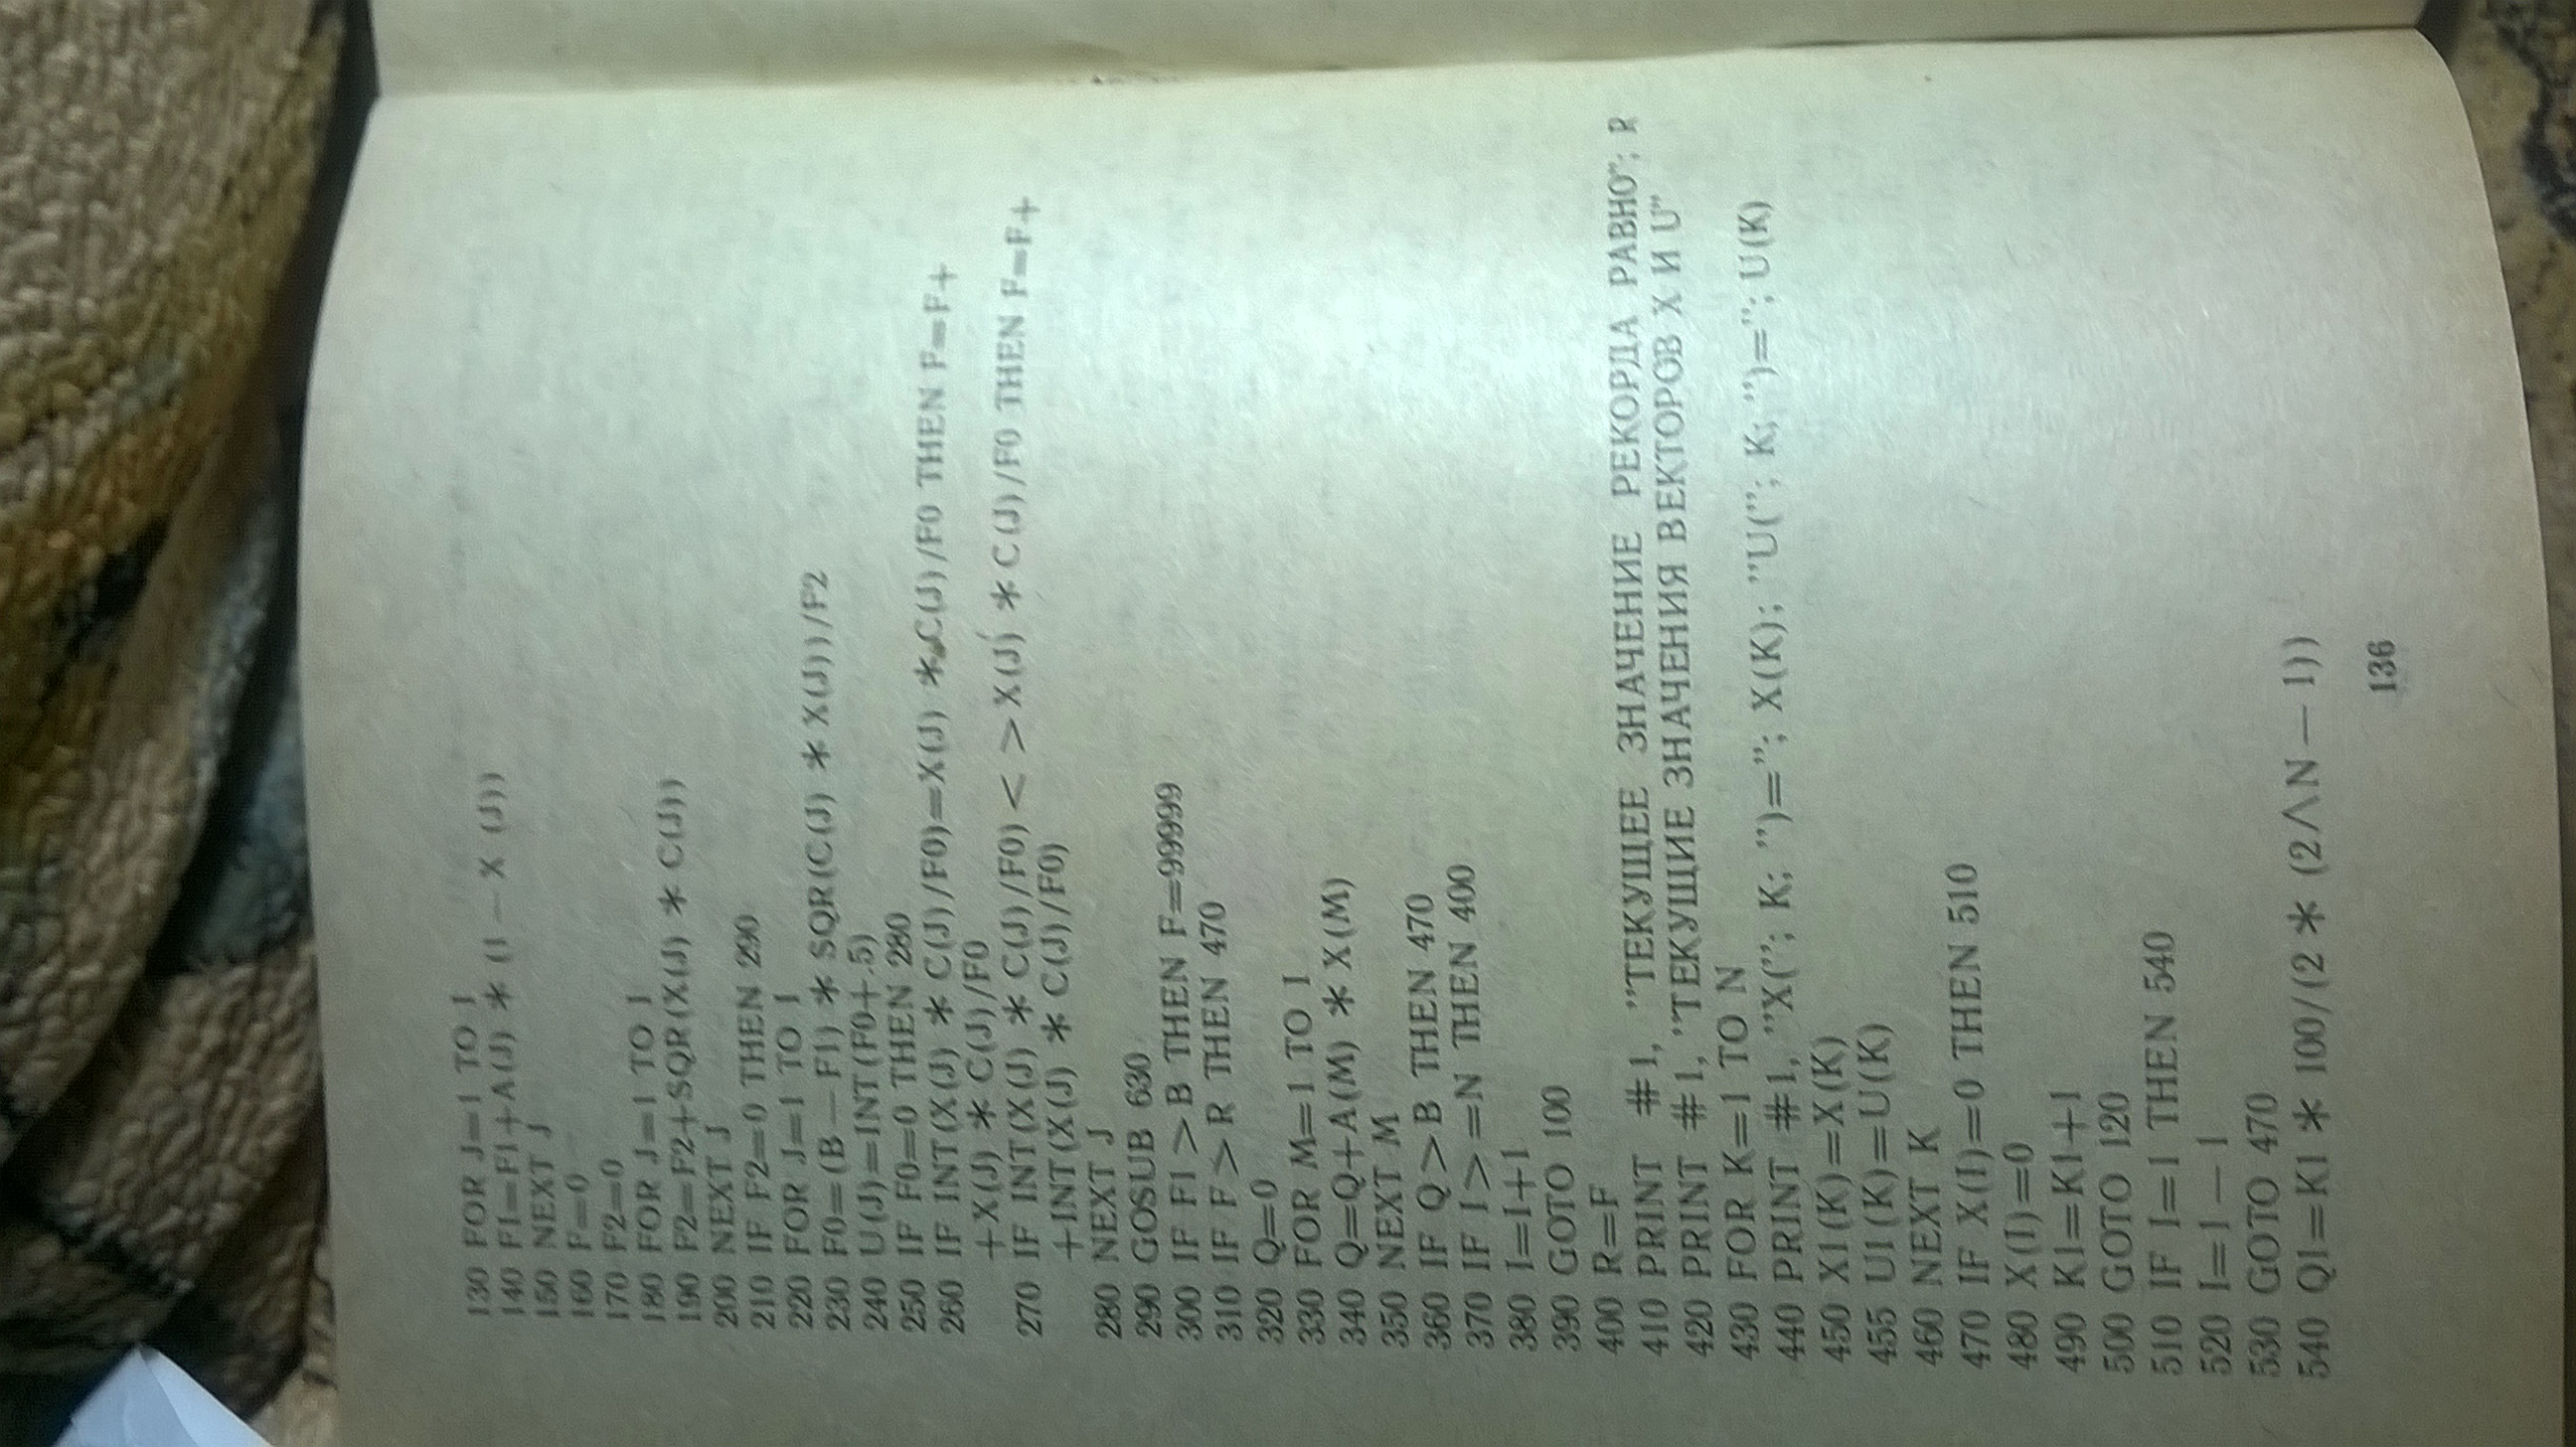 130 FOR J=1 TO I
140 F1=F1+A(J) * (1 — X (J))
150 NEXT J
160 F=0
170 F2=0
180 FOR J=1 TO I
190 F2=F2+SQR(X(J) * C(J))
200 NEXT J
210 IF F2=0 THEN 290
220 FOR J=1 TO I
230 F0=(B — F1) * SQR(C(J) * X(J))/F2
240 U(J)=INT(F0+.5)
250 IF F0=0 THEN 280
260 IF INT(X(J) * C(J)/F0)=X(J) * C(J)/F0 THEN F=F+
+X(J) * C(J)/F0
270 IF INT(X(J) * C(J)/F0) < > X(J) * C(J)/F0 THEN F=F+
+INT(X(J) * C(J)/F0)
280 NEXT J
290 GOSUB 630
300 IF F1>B THEN F=99999
310 IF F>R THEN 470
320 Q=0
330 FOR M=1 TO I
340 Q=Q+A(M) * X(M)
350 NEXT M
360 IF Q>B THEN 470
370 IF I>=N THEN 400
380 I=I+1
390 GOTO 100
400 R=F
410 PRINT #1, "ТЕКУЩЕЕ ЗНАЧЕНИЕ РЕКОРДА РАВНО"; R
420 PRINT #1, "ТЕКУЩИЕ ЗНАЧЕНИЯ ВЕКТОРОВ X И U"
430 FOR K=1 TO N
440 PRINT #1, "X("; K; ")="; X(K); "U("; K; ")="; U(K)
450 X1(K)=X(K)
455 U1(K)=U(K)
460 NEXT K
470 IF X(I)=0 THEN 510
480 X(I)=0
490 K1=K1+1
500 GOTO 120
510 IF I=1 THEN 540
520 I=I—1
530 GOTO 470
540 Q1=K1 * 100/(2 * (2∧N—1))
136